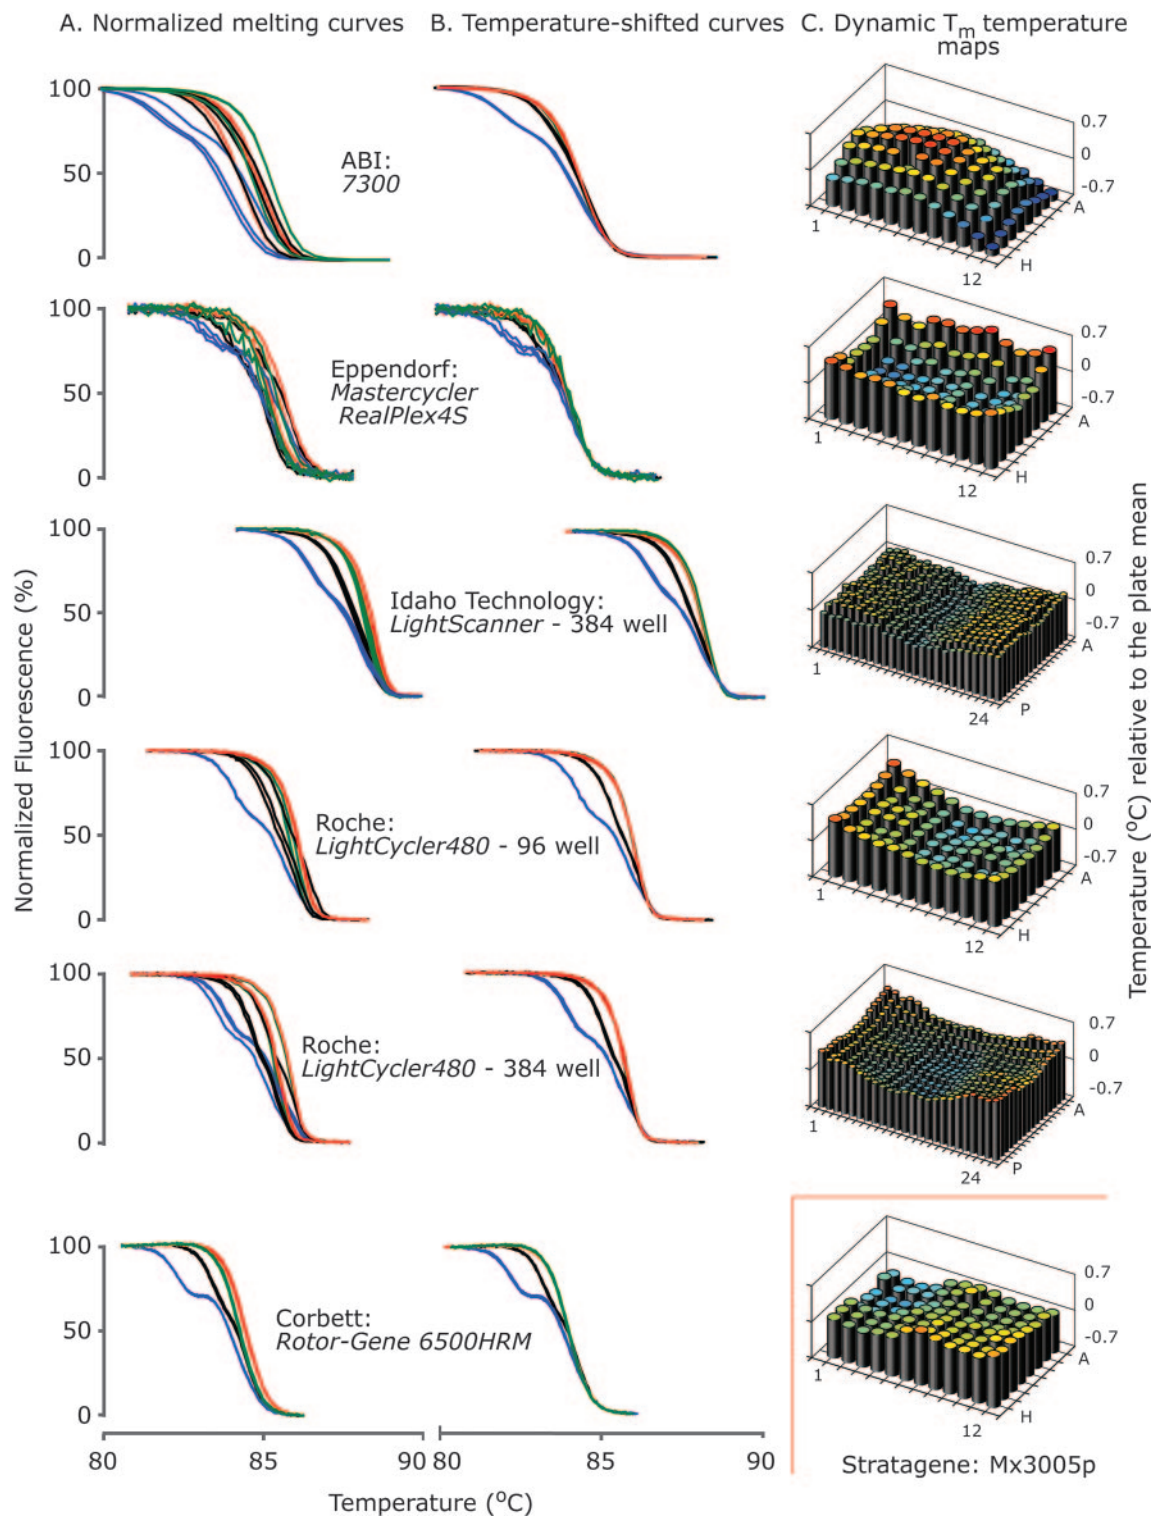 A. Normalized melting curves
B. Temperature-shifted curves
C. Dynamic Tm temperature
maps
100
50
0
ABI:
7300
0.7
0
-0.7
1
12
H
A
100
50
0
Eppendorf:
Mastercycler
RealPlex4S
0.7
0
-0.7
1
12
H
A
100
50
0
Idaho Technology:
LightScanner - 384 well
0.7
0
-0.7
1
24
P
A
100
50
0
Roche:
LightCycler480 - 96 well
0.7
0
-0.7
1
12
H
A
100
50
0
Roche:
LightCycler480 - 384 well
0.7
0
-0.7
1
24
P
A
100
50
0
Corbett:
Rotor-Gene 6500HRM
0.7
0
-0.7
1
12
H
A
Stratagene: Mx3005p
80
85
90
80
85
90
Temperature (°C)
Normalized Fluorescence (%)
Temperature (°C) relative to the plate mean